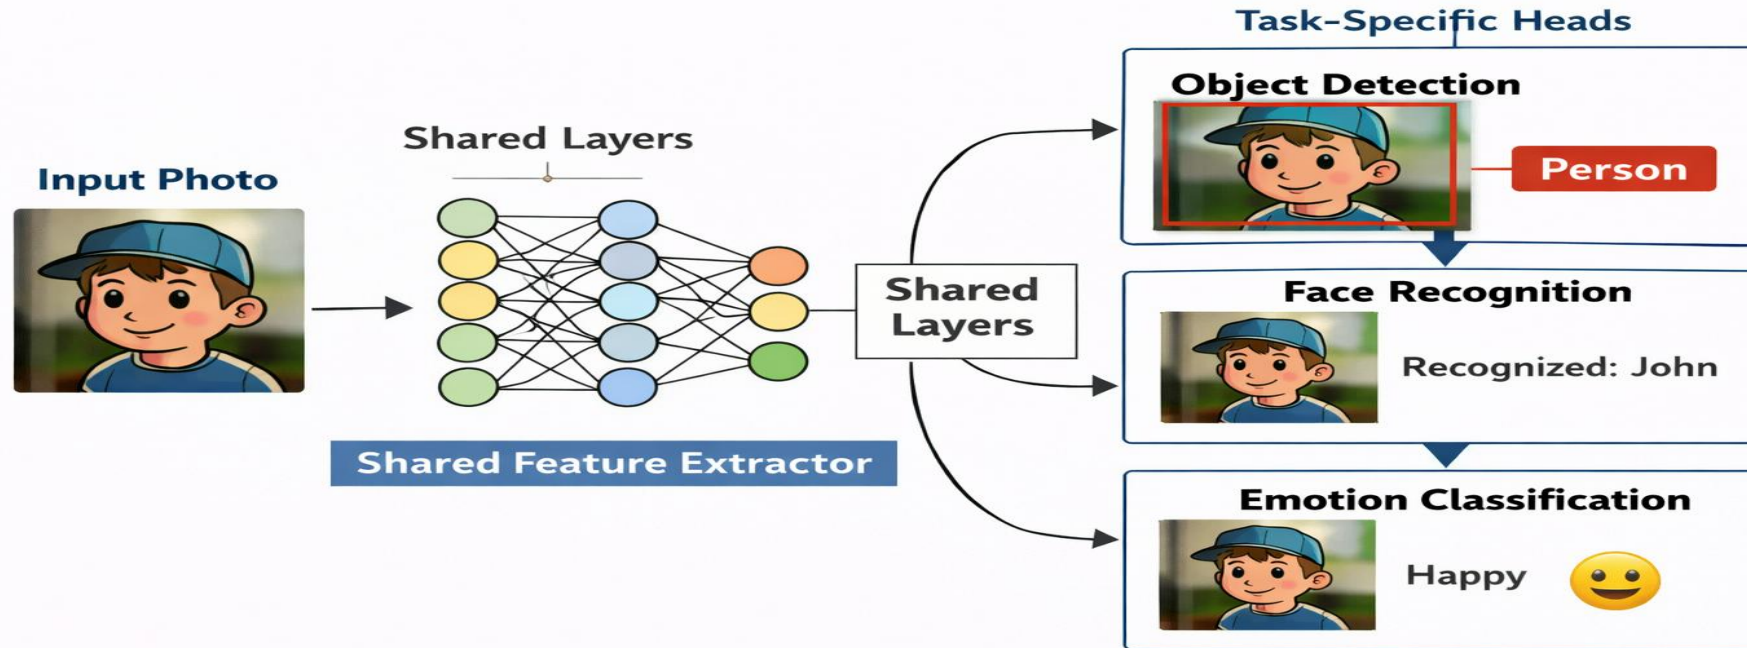 Input Photo
Shared Layers
Shared Feature Extractor
Shared
Layers
Task-Specific Heads
Object Detection
Person
Face Recognition
Recognized: John
Emotion Classification
Happy